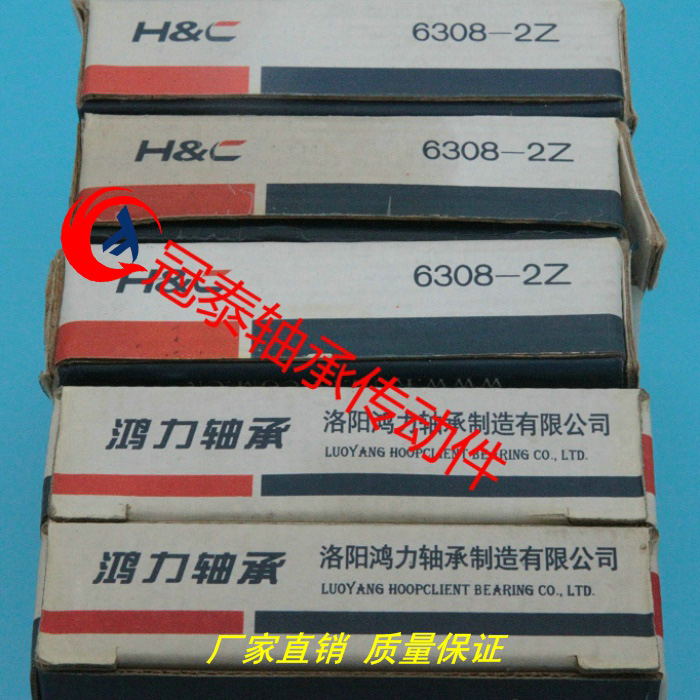 H&C 6308-2Z
H&C 6308-2Z
H&C 6308-2Z
冠泰轴承传动件
鸿力轴承 洛阳鸿力轴承制造有限公司
LUOYANG HOOPCLIENT BEARING CO., LTD.
鸿力轴承 洛阳鸿力轴承制造有限公司
LUOYANG HOOPCLIENT BEARING CO., LTD.
厂家直销 质量保证